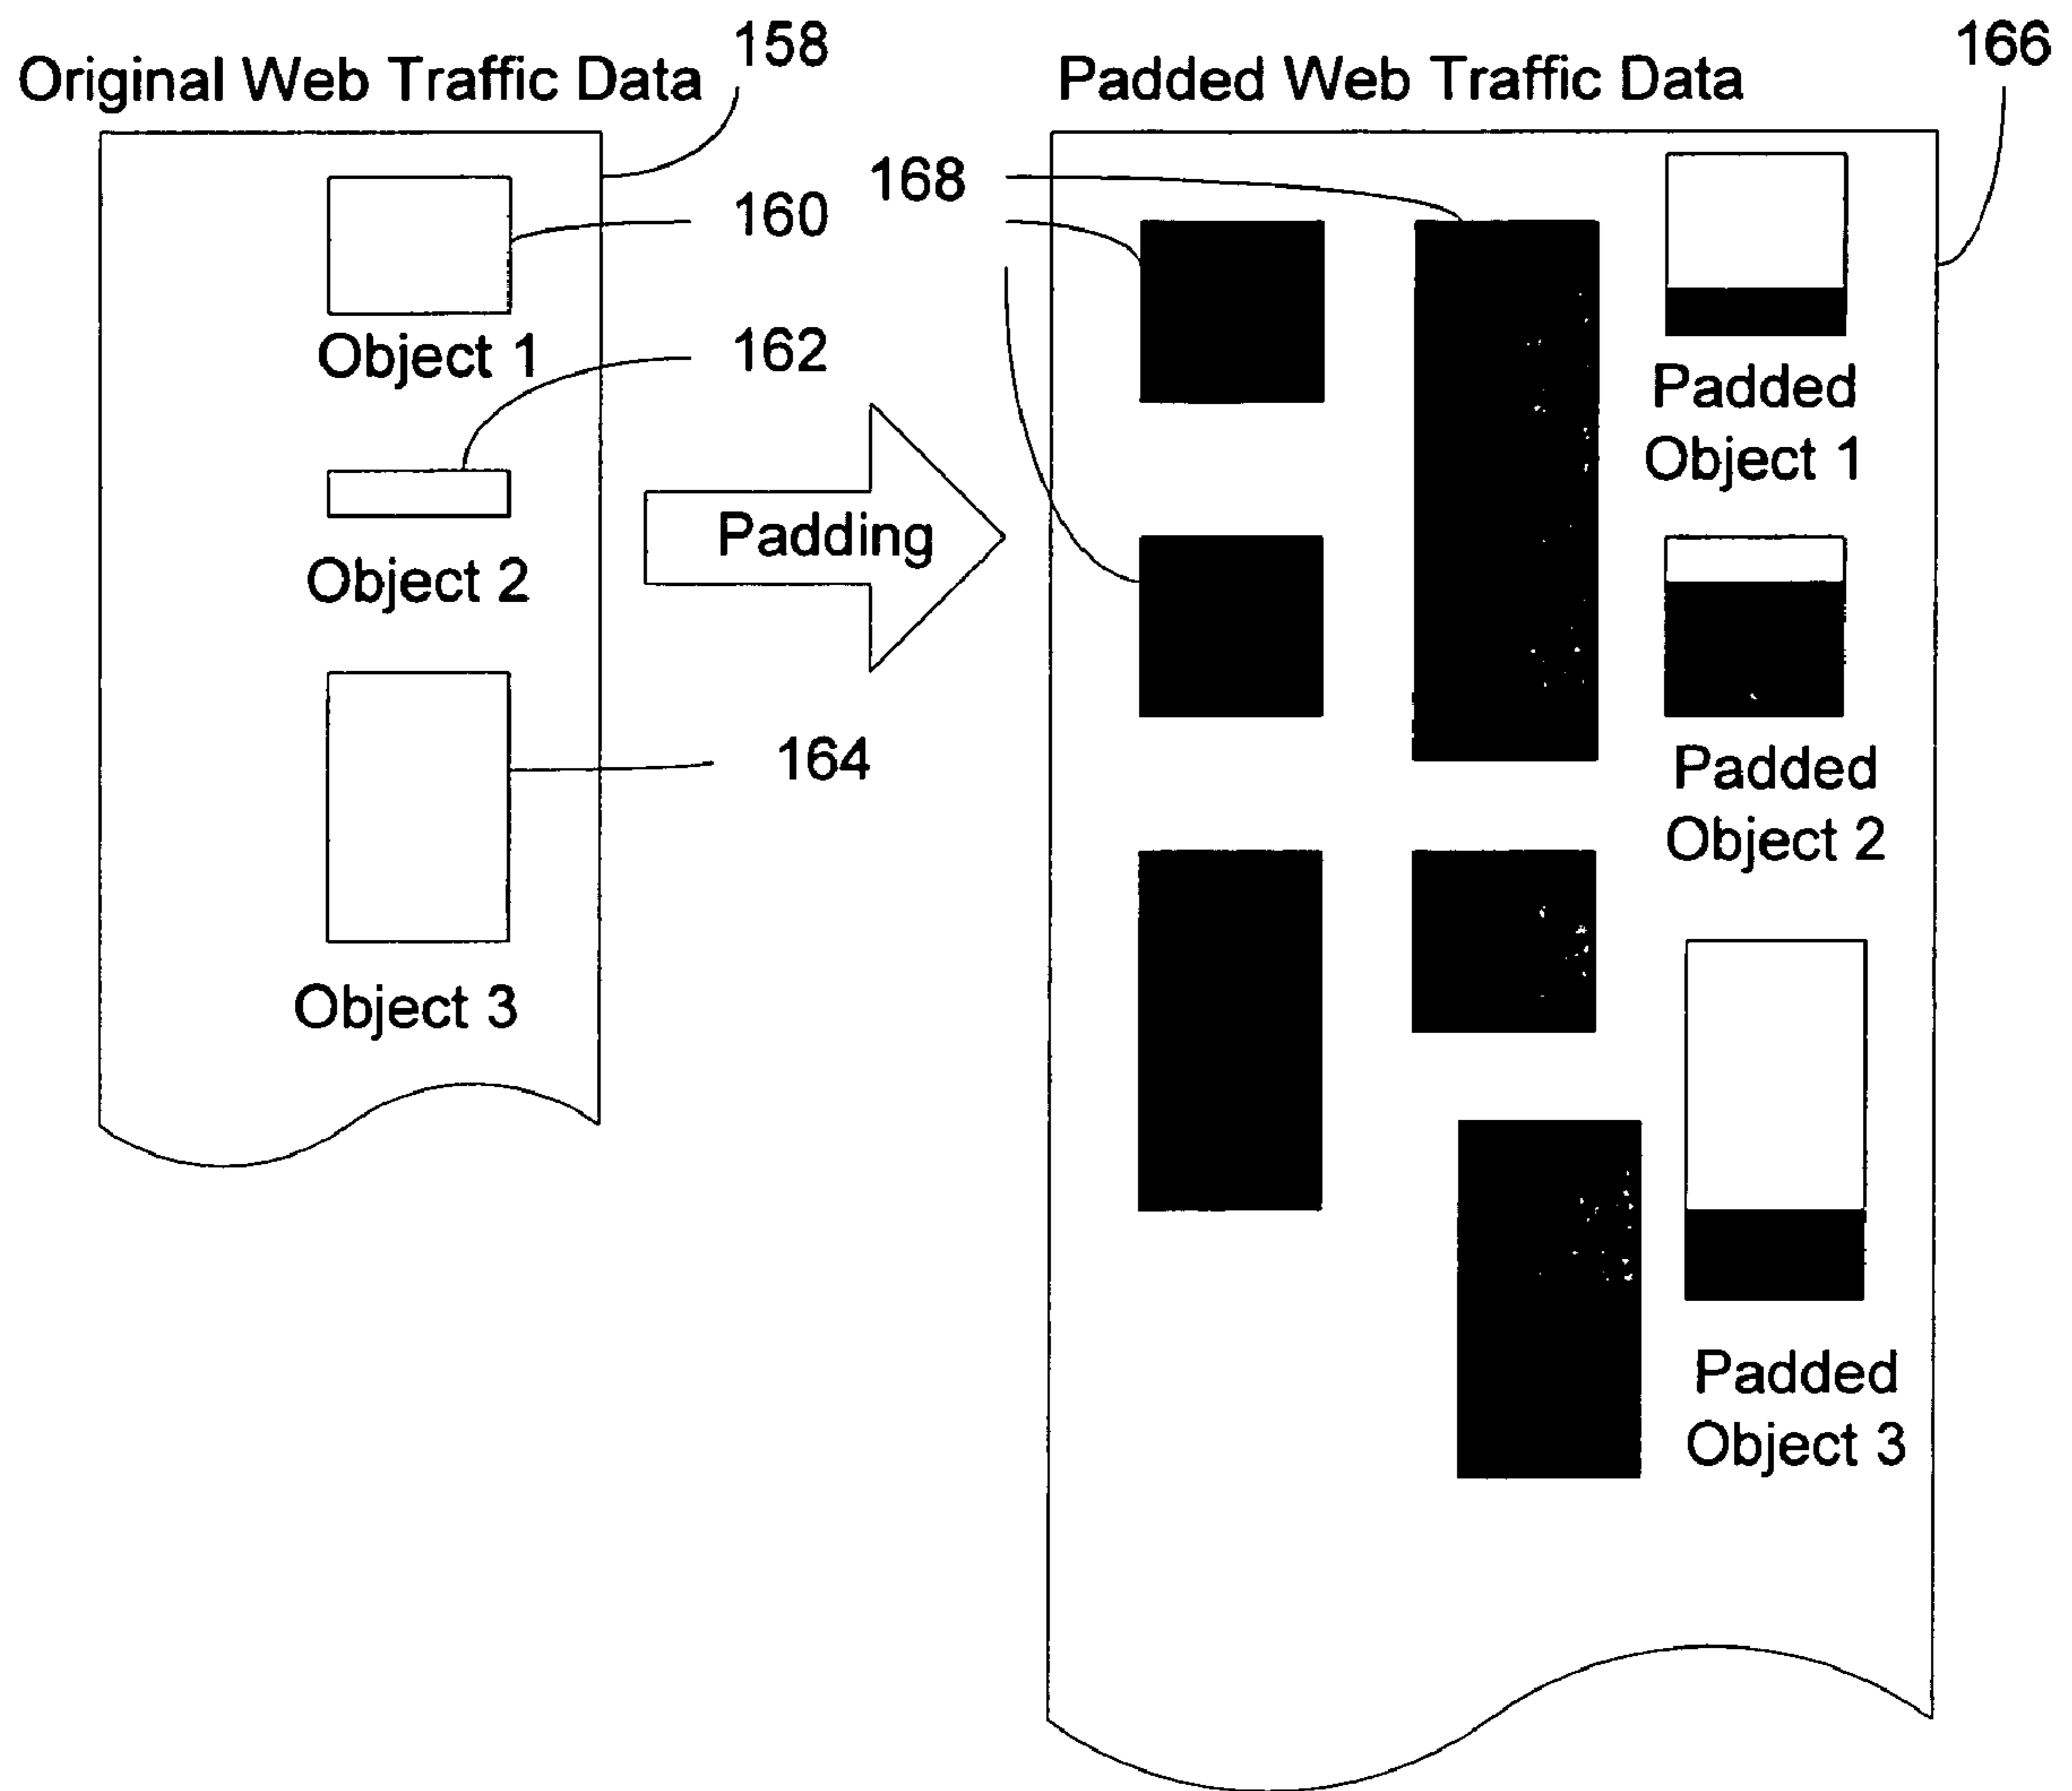 Original Web Traffic Data
158
Object 1
160
162
Object 2
164
Object 3
Padding
Padded Web Traffic Data
166
168
Padded
Object 1
Padded
Object 2
Padded
Object 3